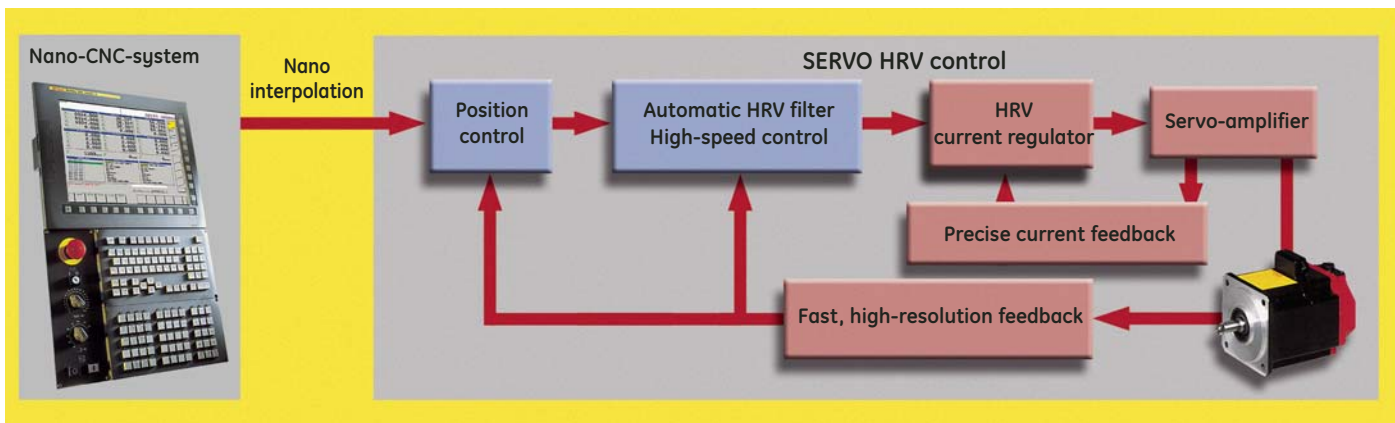 Nano-CNC-system
Nano
interpolation
SERVO HRV control
Position
control
Automatic HRV filter
High-speed control
HRV
current regulator
Servo-amplifier
Precise current feedback
Fast, high-resolution feedback